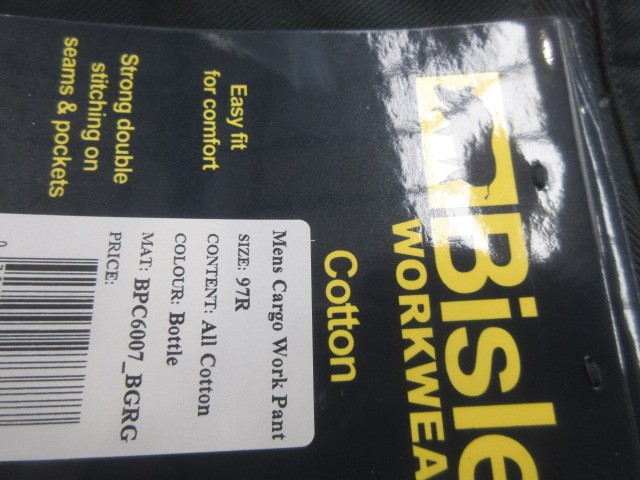 Bisle
WORKWEA
Cotton
Easy fit
for comfort
Strong double
stitching on
seams & pockets
Mens Cargo Work Pant
SIZE: 97R
CONTENT: All Cotton
COLOUR: Bottle
MAT: BPC6007_BGRG
PRICE: